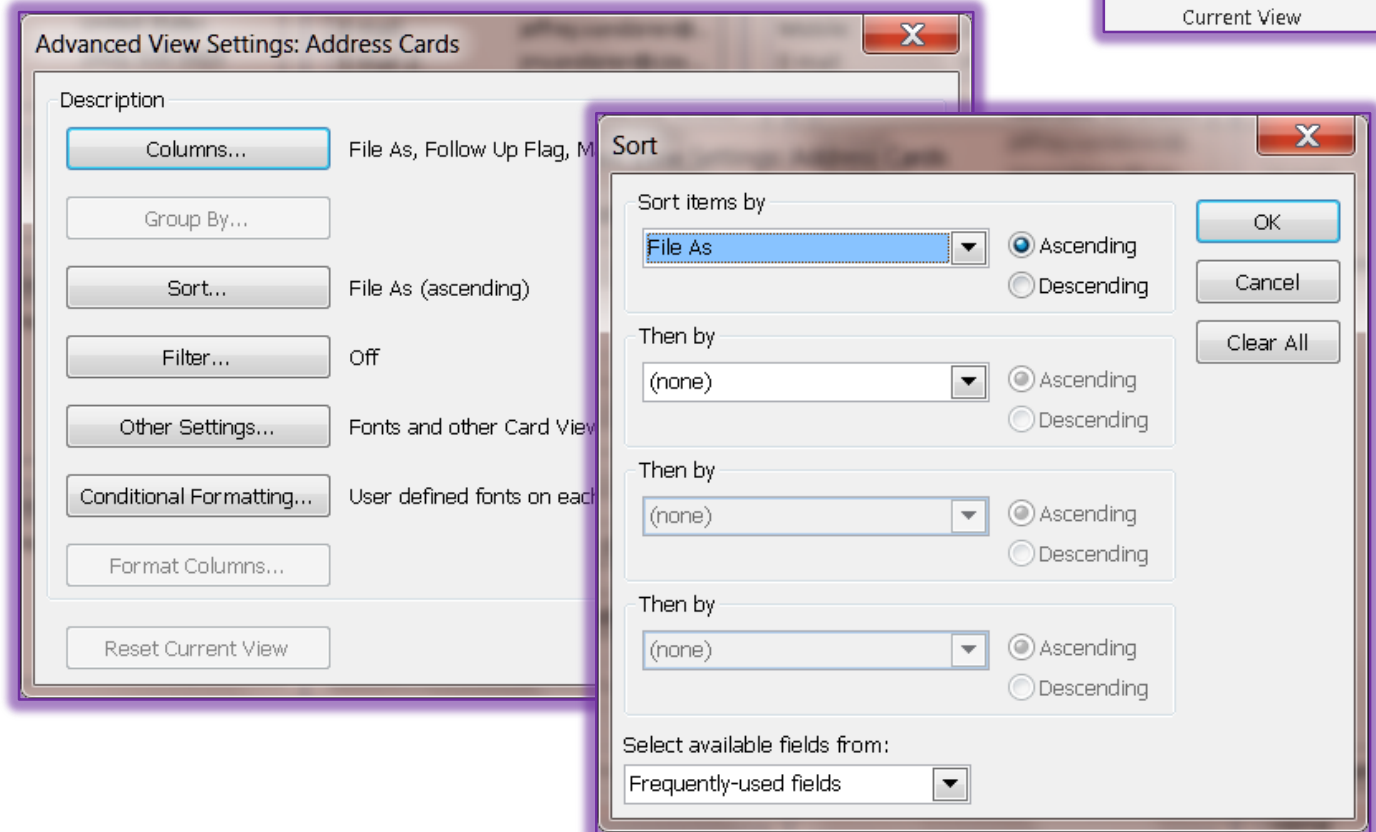 Current View
Advanced View Settings: Address Cards
Description
Columns... File As, Follow Up Flag, M
Group By...
Sort... File As (ascending)
Filter... Off
Other Settings... Fonts and other Card View
Conditional Formatting... User defined fonts on each
Format Columns...
Reset Current View
Sort
Sort items by
File As
Ascending
Descending
OK
Cancel
Clear All
Then by
(none)
Ascending
Descending
Then by
(none)
Ascending
Descending
Then by
(none)
Ascending
Descending
Select available fields from:
Frequently-used fields